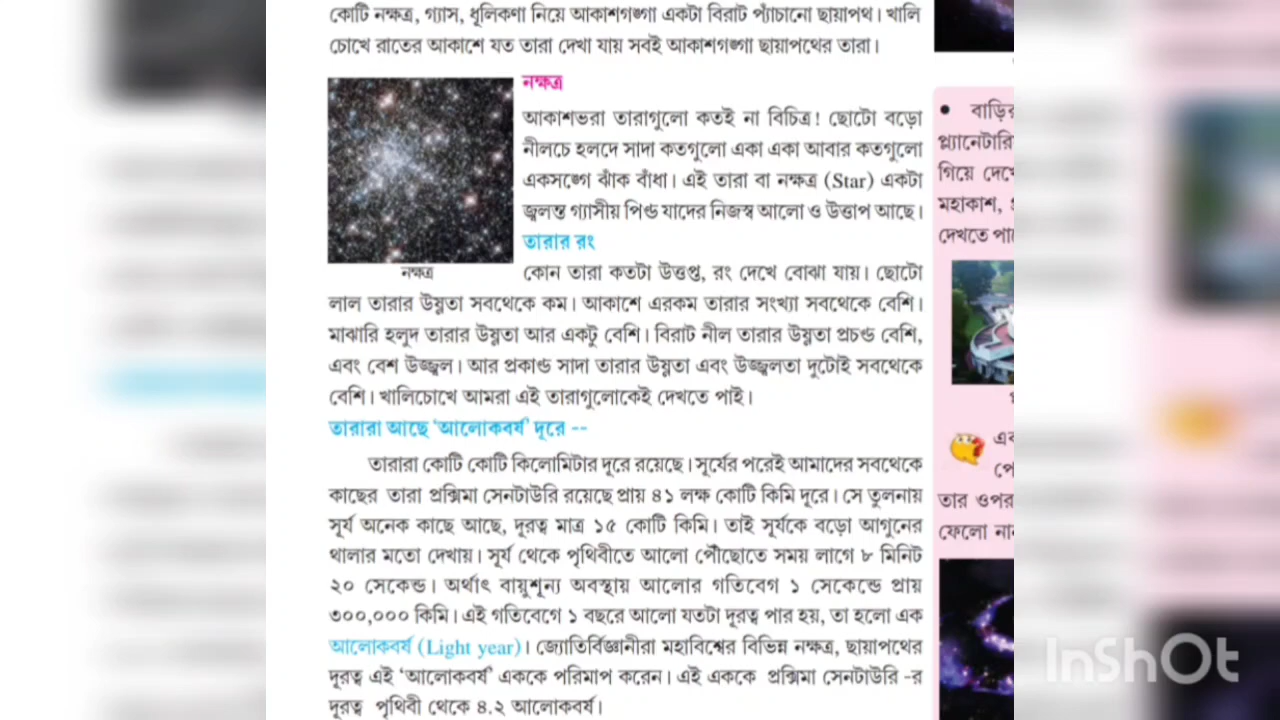 কোটি নক্ষত্র, গ্যাস, ধূলিকণা নিয়ে আকাশগঙ্গা একটা বিরাট প্যাঁচানো ছায়াপথ। খালি
চোখে রাতের আকাশে যত তারা দেখা যায় সবই আকাশগঙ্গা ছায়াপথের তারা।
নক্ষত্র
আকাশভরা তারাগুলো কতই না বিচিত্র! ছোটো বড়ো
নীলচে হলদে সাদা কতগুলো একা একা আবার কতগুলো
একসঙ্গে ঝাঁক বাঁধা। এই তারা বা নক্ষত্র (Star) একটা
জ্বলন্ত গ্যাসীয় পিণ্ড যাদের নিজস্ব আলো ও উত্তাপ আছে।
তারার রং
নক্ষত্র
কোন তারা কতটা উত্তপ্ত, রং দেখে বোঝা যায়। ছোটো
লাল তারার উষ্ণতা সবথেকে কম। আকাশে এরকম তারার সংখ্যা সবথেকে বেশি।
মাঝারি হলুদ তারার উষ্ণতা আর একটু বেশি। বিরাট নীল তারার উষ্ণতা প্রচণ্ড বেশি,
এবং বেশ উজ্জ্বল। আর প্রকাণ্ড সাদা তারার উষ্ণতা এবং উজ্জ্বলতা দুটোই সবথেকে
বেশি। খালিচোখে আমরা এই তারাগুলোকেই দেখতে পাই।
তারারা আছে ‘আলোকবর্ষ’ দূরে --
তারারা কোটি কোটি কিলোমিটার দূরে রয়েছে। সূর্যের পরেই আমাদের সবথেকে
কাছের তারা প্রক্সিমা সেনটাউরি রয়েছে প্রায় ৪১ লক্ষ কোটি কিমি দূরে। সে তুলনায়
সূর্য অনেক কাছে আছে, দূরত্ব মাত্র ১৫ কোটি কিমি। তাই সূর্যকে বড়ো আগুনের
থালার মতো দেখায়। সূর্য থেকে পৃথিবীতে আলো পৌঁছোতে সময় লাগে ৮ মিনিট
২০ সেকেন্ড। অর্থাৎ বায়ুশূন্য অবস্থায় আলোর গতিবেগ ১ সেকেন্ডে প্রায়
৩০০,০০০ কিমি। এই গতিবেগে ১ বছরে আলো যতটা দূরত্ব পার হয়, তা হলো এক
আলোকবর্ষ (Light year)। জ্যোতির্বিজ্ঞানীরা মহাবিশ্বের বিভিন্ন নক্ষত্র, ছায়াপথের
দূরত্ব এই ‘আলোকবর্ষ’ এককে পরিমাপ করেন। এই এককে প্রক্সিমা সেনটাউরি -র
দূরত্ব পৃথিবী থেকে ৪.২ আলোকবর্ষ।
• বাড়ির
প্ল্যানেটারি
গিয়ে দেখে
মহাকাশ,
দেখতে পা
তার ওপর
ফেলো না
InShOt